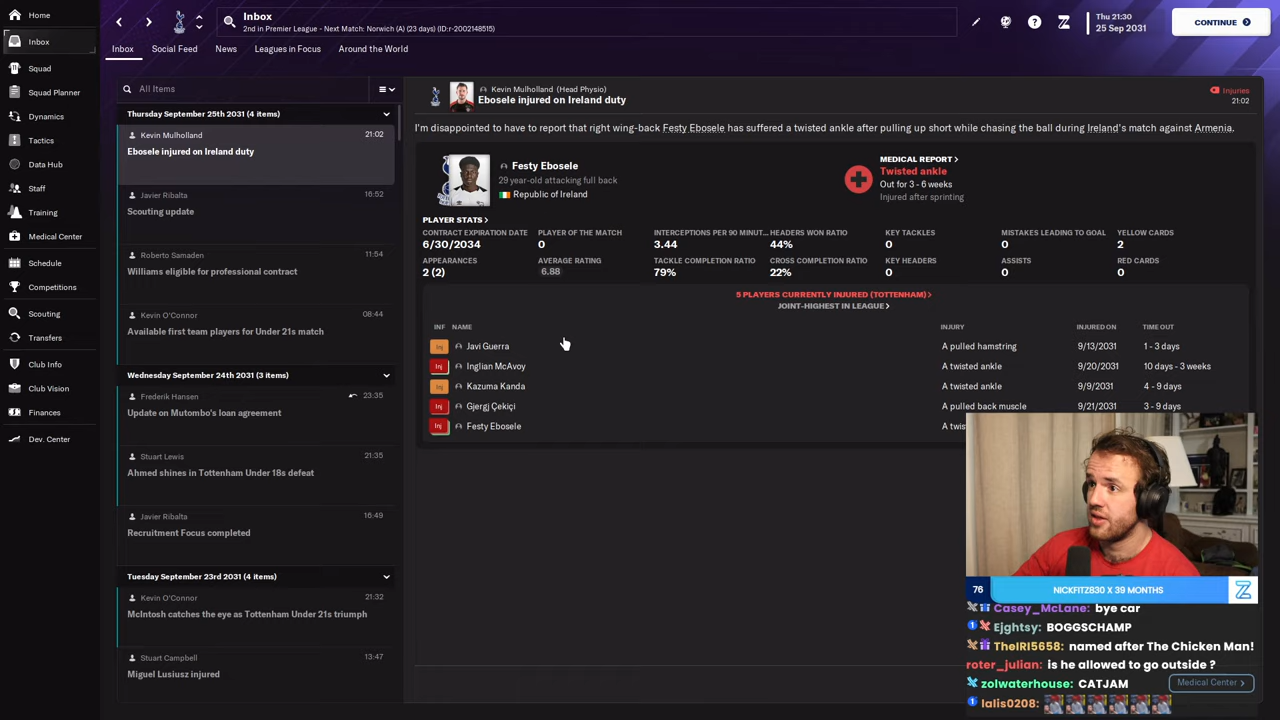 Home
Inbox
Squad
Squad Planner
Dynamics
Tactics
Data Hub
Staff
Training
Medical Center
Schedule
Competitions
Scouting
Transfers
Club Info
Club Vision
Finances
Dev. Center
Inbox
2nd in Premier League - Next Match: Norwich (A) (23 days) (ID:r-2002148515)
Thu 21:30
25 Sep 2031
CONTINUE
Inbox
Social Feed
News
Leagues in Focus
Around the World
All Items
Thursday September 25th 2031 (4 items)
Kevin Mulholland
21:02
Ebosele injured on Ireland duty
Javier Ribalta
16:52
Scouting update
Roberto Samaden
11:54
Williams eligible for professional contract
Kevin O'Connor
08:44
Available first team players for Under 21s match
Wednesday September 24th 2031 (3 items)
Frederik Hansen
23:35
Update on Mutombo's loan agreement
Stuart Lewis
21:35
Ahmed shines in Tottenham Under 18s defeat
Javier Ribalta
16:49
Recruitment Focus completed
Tuesday September 23rd 2031 (4 items)
Kevin O'Connor
21:32
McIntosh catches the eye as Tottenham Under 21s triumph
Stuart Campbell
13:47
Miguel Lusiusz injured
Kevin Mulholland (Head Physio)
Ebosele injured on Ireland duty
Injuries
21:02
I'm disappointed to have to report that right wing-back Festy Ebosele has suffered a twisted ankle after pulling up short while chasing the ball during Ireland's match against Armenia.
Festy Ebosele
29 year-old attacking full back
Republic of Ireland
MEDICAL REPORT
Twisted ankle
Out for 3 - 6 weeks
Injured after sprinting
PLAYER STATS
CONTRACT EXPIRATION DATE
6/30/2034
PLAYER OF THE MATCH
0
INTERCEPTIONS PER 90 MINUT...
3.44
HEADERS WON RATIO
44%
KEY TACKLES
0
MISTAKES LEADING TO GOAL
0
YELLOW CARDS
2
APPEARANCES
2 (2)
AVERAGE RATING
6.88
TACKLE COMPLETION RATIO
79%
CROSS COMPLETION RATIO
22%
KEY HEADERS
0
ASSISTS
0
RED CARDS
0
5 PLAYERS CURRENTLY INJURED (TOTTENHAM)
JOINT-HIGHEST IN LEAGUE
INF NAME INJURY INJURED ON TIME OUT
Inj Javi Guerra A pulled hamstring 9/13/2031 1 - 3 days
Inj Inglian McAvoy A twisted ankle 9/20/2031 10 days - 3 weeks
Inj Kazuma Kanda A twisted ankle 9/9/2031 4 - 9 days
Inj Gjergj Çekiçi A pulled back muscle 9/21/2031 3 - 9 days
Inj Festy Ebosele A twis
76 NICKFITZ830 X 39 MONTHS
Casey_McLane: bye car
Ejghtsy: BOGGSCHAMP
TheIRI5658: named after The Chicken Man!
roter_julian: is he allowed to go outside ?
zolwaterhouse: CATJAM
Medical Center
lalis0208: